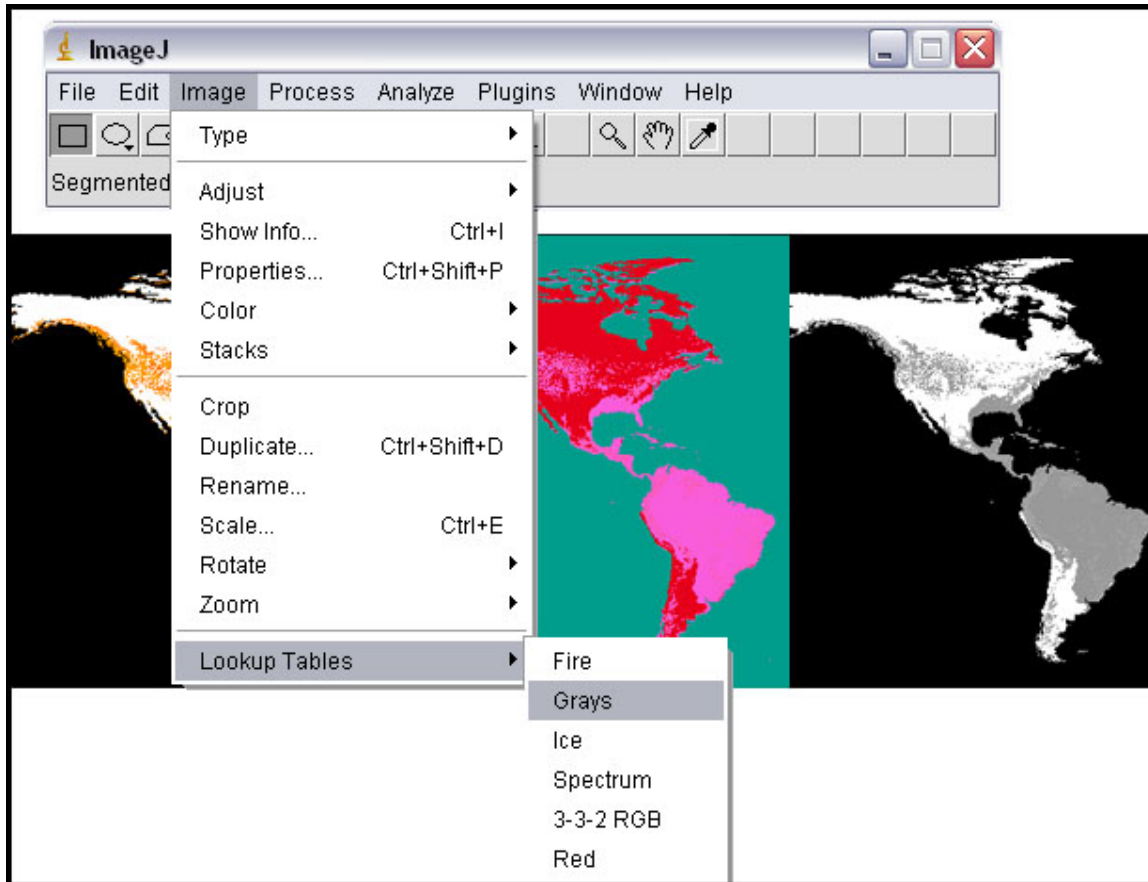 ImageJ
File Edit Image Process Analyze Plugins Window Help
Segmented
Type
Adjust
Show Info... Ctrl+I
Properties... Ctrl+Shift+P
Color
Stacks
Crop
Duplicate... Ctrl+Shift+D
Rename...
Scale... Ctrl+E
Rotate
Zoom
Lookup Tables
Fire
Grays
Ice
Spectrum
3-3-2 RGB
Red